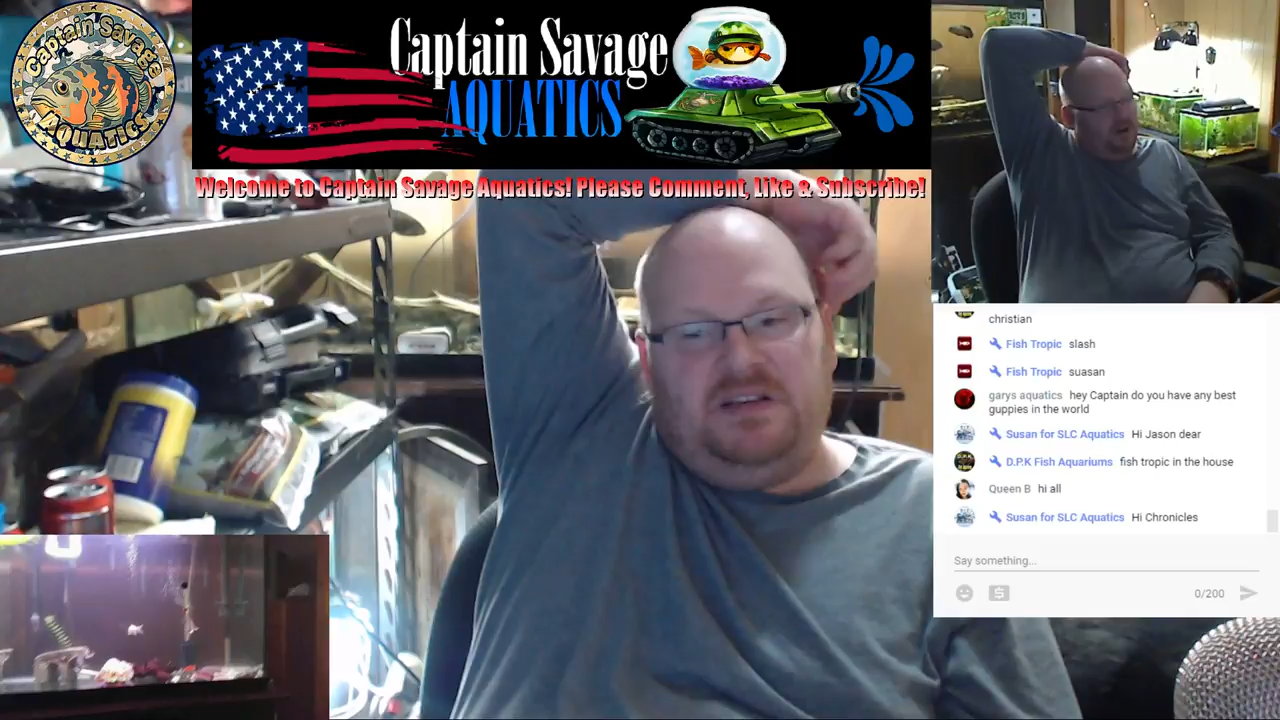 Captain Savage
AQUATICS
Captain Savage
AQUATICS
Welcome to Captain Savage Aquatics! Please Comment, Like & Subscribe!
christian
Fish Tropic slash
Fish Tropic suasan
garys aquatics hey Captain do you have any best
guppies in the world
Susan for SLC Aquatics Hi Jason dear
D.P.K Fish Aquariums fish tropic in the house
Queen B hi all
Susan for SLC Aquatics Hi Chronicles
Say something...
0/200